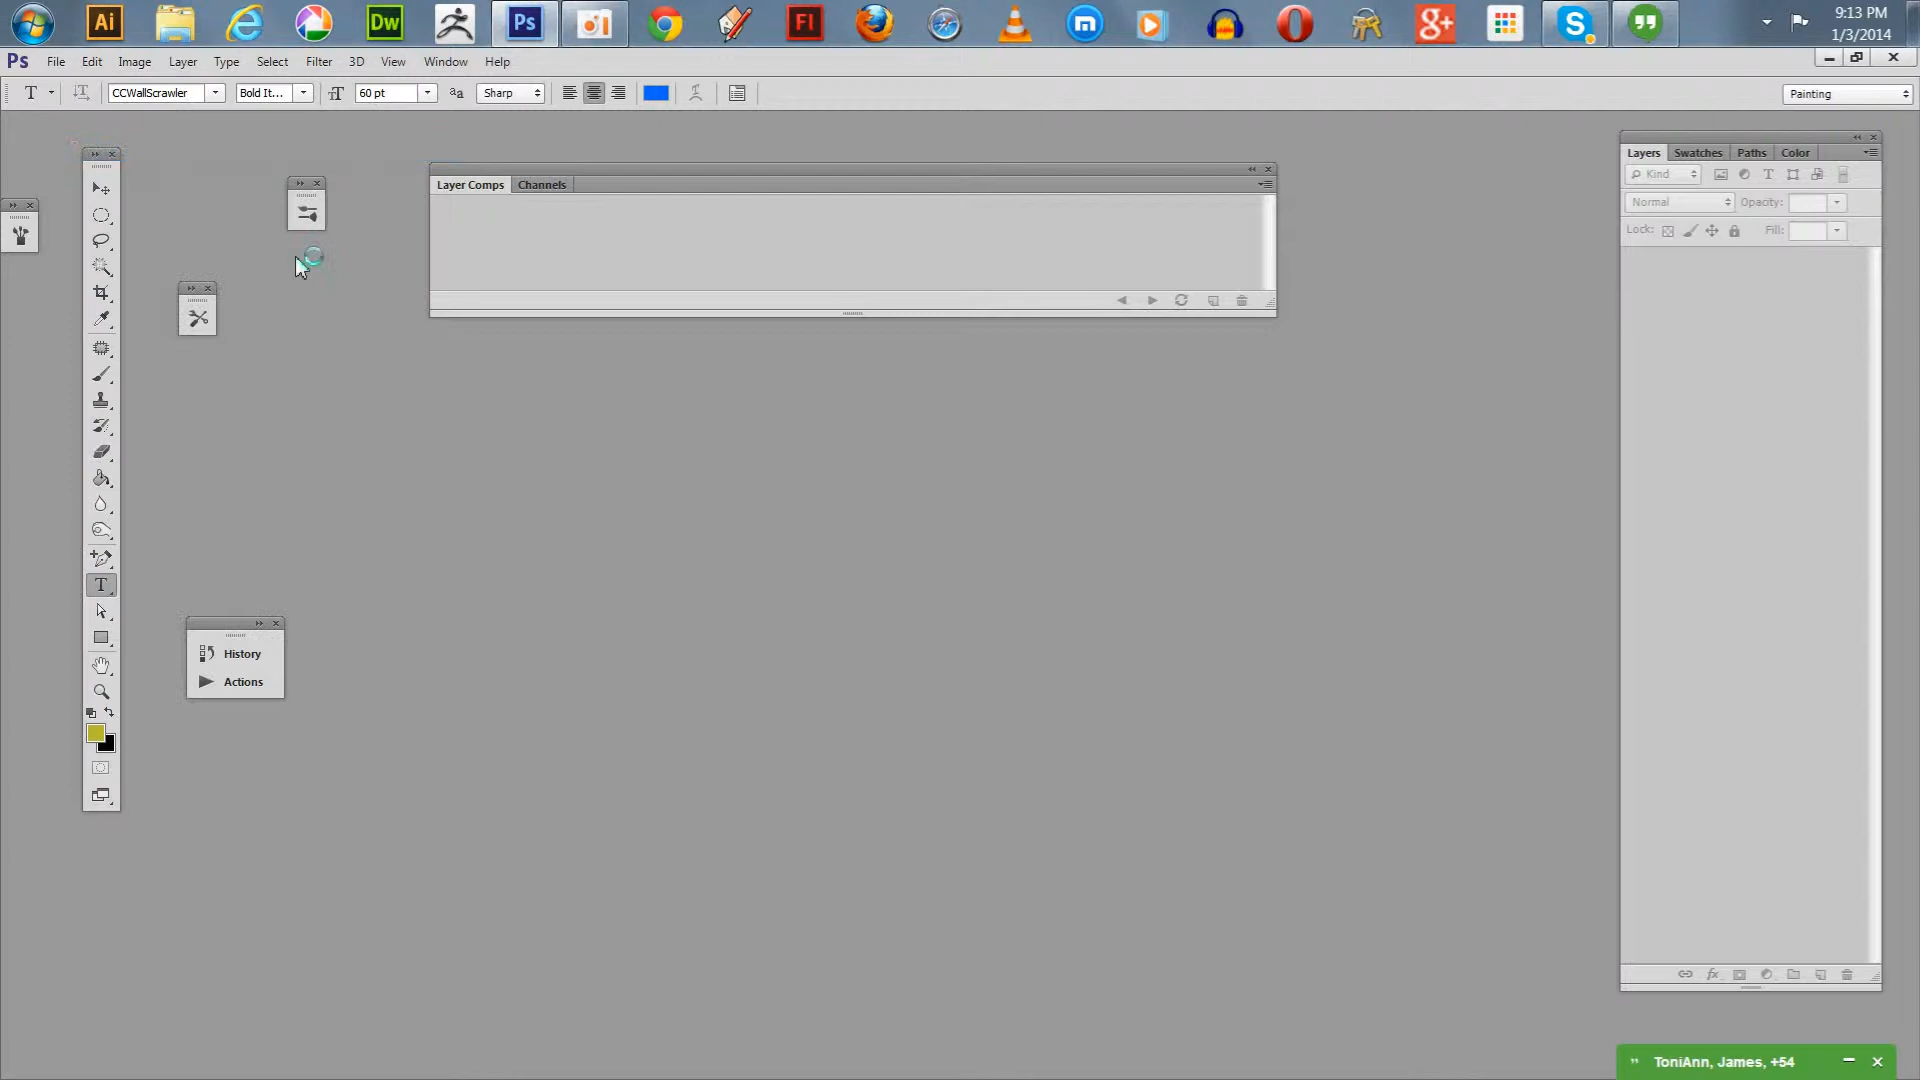 Ai
Dw
Ps
Fl
9:13 PM
1/3/2014
Ps File Edit Image Layer Type Select Filter 3D View Window Help
T CCWallScrawler Bold It... 60 pt aa Sharp Painting
Layer Comps Channels
Layers Swatches Paths Color
Kind
Normal Opacity:
Lock: Fill:
History
Actions
ToniAnn, James, +54